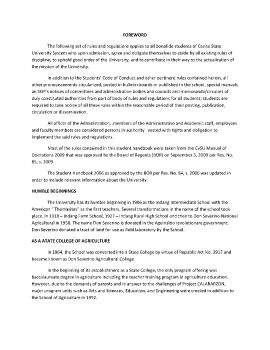 FOREWORD
The following set of rules and regulations applies to all bonafide students of Cavite State
University System who upon admission, agree and obligate themselves to abide by all existing rules of
discipline, to uphold good order of the University, and to contribute in their way to the actualization of
the mission of the University.
In addition to the Students' Code of Conduct and other pertinent rules contained herein, all
other pronouncements circularized, posted in bulletin boards or published in the school, special manuals
an SOP's notices of committees and administrative bodies and councils and memoranda/circulars of
duly constituted authorities from part of body of rules and regulations for all students; students are
required to take notice of all these rules within the reasonable period of their posting, publication,
circulation or dissemination.
All official of the Administration, members of the Administrative and Academic staff, employees
and faculty members are considered persons in authority vested with rights and obligation to
implement the said rules and regulations.
Most of the rules contained in this student handbook were taken from the CvSU Manual of
Operations 2009 that was approved by the Board of Regents (BOR) on September 3, 2009 per Res. No.
85, s. 2009.
The Student Handbook 2006 as approved by the BOR per Res. No. 84, s. 2006 was updated in
order to include relevant information about the University.
HUMBLE BEGINNINGS
The University has its humble beginning in 1906 as the Indang Intermediate School with the
American "Thomasites" as the first teachers. Several transformations in the name of the school took
place. In 1918 – Indang Farm School, 1927 – Indang Rural High School and then to Don Severino National
Agricultural in 1958. The name Don Severino is donated in the Aguinaldo revolutionary government.
Don Severino donated a tract of land for use as field laboratory by the School.
AS A STATE COLLEGE OF AGRICULTURE
In 1964, the School was converted into a State College by virtue of Republic Act No. 3917 and
became known as Don Severino Agricultural College.
In the beginning of its establishment as a State College, the only program offering was
baccalaureate degree in agriculture including the teacher training program in agriculture education.
However, due to the demands of parents and in answer to the challenges of Project CALABARZON,
major program units such as Arts and Sciences, Education, and Engineering were created in addition to
the School of Agriculture in 1992.